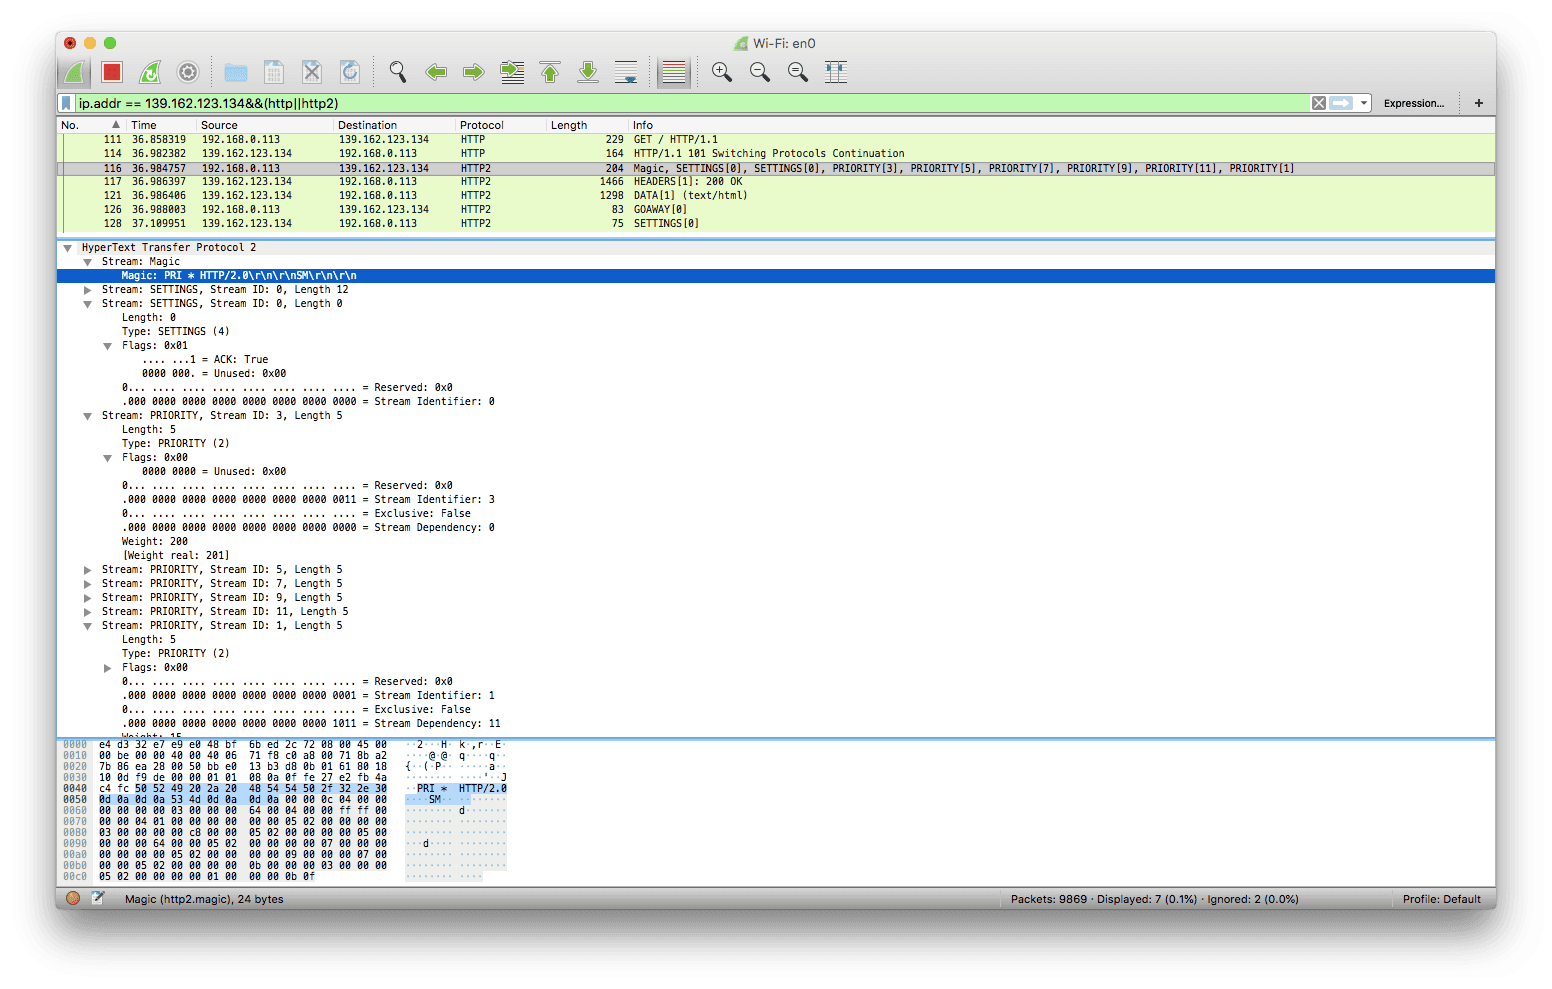 Wi-Fi: en0
ip.addr == 139.162.123.134&&(http||http2)
Expression...
+
No. Time Source Destination Protocol Length Info
111 36.858319 192.168.0.113 139.162.123.134 HTTP 229 GET / HTTP/1.1
114 36.982382 139.162.123.134 192.168.0.113 HTTP 164 HTTP/1.1 101 Switching Protocols Continuation
116 36.984757 192.168.0.113 139.162.123.134 HTTP2 204 Magic, SETTINGS[0], SETTINGS[0], PRIORITY[3], PRIORITY[5], PRIORITY[7], PRIORITY[9], PRIORITY[11], PRIORITY[1]
117 36.986397 139.162.123.134 192.168.0.113 HTTP2 1466 HEADERS[1]: 200 OK
121 36.986406 139.162.123.134 192.168.0.113 HTTP2 1298 DATA[1] (text/html)
126 36.988003 192.168.0.113 139.162.123.134 HTTP2 83 GOAWAY[0]
128 37.109951 139.162.123.134 192.168.0.113 HTTP2 75 SETTINGS[0]
HyperText Transfer Protocol 2
Stream: Magic
Magic: PRI * HTTP/2.0\r\n\r\nSM\r\n\r\n
Stream: SETTINGS, Stream ID: 0, Length 12
Stream: SETTINGS, Stream ID: 0, Length 0
Length: 0
Type: SETTINGS (4)
Flags: 0x01
.... ...1 = ACK: True
0000 000. = Unused: 0x00
0... .... .... .... .... .... .... .... = Reserved: 0x0
.000 0000 0000 0000 0000 0000 0000 0000 = Stream Identifier: 0
Stream: PRIORITY, Stream ID: 3, Length 5
Length: 5
Type: PRIORITY (2)
Flags: 0x00
0000 0000 = Unused: 0x00
0... .... .... .... .... .... .... .... = Reserved: 0x0
.000 0000 0000 0000 0000 0000 0000 0011 = Stream Identifier: 3
0... .... .... .... .... .... .... .... = Exclusive: False
.000 0000 0000 0000 0000 0000 0000 0000 = Stream Dependency: 0
Weight: 200
[Weight real: 201]
Stream: PRIORITY, Stream ID: 5, Length 5
Stream: PRIORITY, Stream ID: 7, Length 5
Stream: PRIORITY, Stream ID: 9, Length 5
Stream: PRIORITY, Stream ID: 11, Length 5
Stream: PRIORITY, Stream ID: 1, Length 5
Length: 5
Type: PRIORITY (2)
Flags: 0x00
0... .... .... .... .... .... .... .... = Reserved: 0x0
.000 0000 0000 0000 0000 0000 0000 0001 = Stream Identifier: 1
0... .... .... .... .... .... .... .... = Exclusive: False
.000 0000 0000 0000 0000 0000 0000 1011 = Stream Dependency: 11
Weight: 15
0000 e4 d3 32 e7 e9 e0 48 bf 6b ed 2c 72 08 00 45 00 ··2···H· k·,r··E·
0010 00 be 00 00 40 00 40 06 71 f8 c0 a8 00 71 8b a2 ····@·@· q····q··
0020 7b 86 ea 28 00 50 bb e0 13 b3 d8 0b 01 61 80 18 {··(·P·· ·····a··
0030 10 0d f9 de 00 00 01 01 08 0a 0f fe 27 e2 fb 4a ········ ····'··J
0040 c4 fc 50 52 49 20 2a 20 48 54 54 50 2f 32 2e 30 ··PRI * HTTP/2.0
0050 0d 0a 0d 0a 53 4d 0d 0a 0d 0a 00 00 0c 04 00 00 ····SM·· ········
0060 00 00 00 00 03 00 00 00 64 00 04 00 00 ff ff 00 ········ d·······
0070 00 00 04 01 00 00 00 00 00 00 05 02 00 00 00 00 ········ ········
0080 03 00 00 00 00 c8 00 00 05 02 00 00 00 00 05 00 ········ ········
0090 00 00 00 64 00 00 05 02 00 00 00 00 07 00 00 00 ···d···· ········
00a0 00 00 00 00 05 02 00 00 00 00 09 00 00 00 07 00 ········ ········
00b0 00 00 05 02 00 00 00 00 0b 00 00 00 03 00 00 00 ········ ········
00c0 05 02 00 00 00 00 01 00 00 00 0b 0f ········ ····
Magic (http2.magic), 24 bytes
Packets: 9869 · Displayed: 7 (0.1%) · Ignored: 2 (0.0%)
Profile: Default